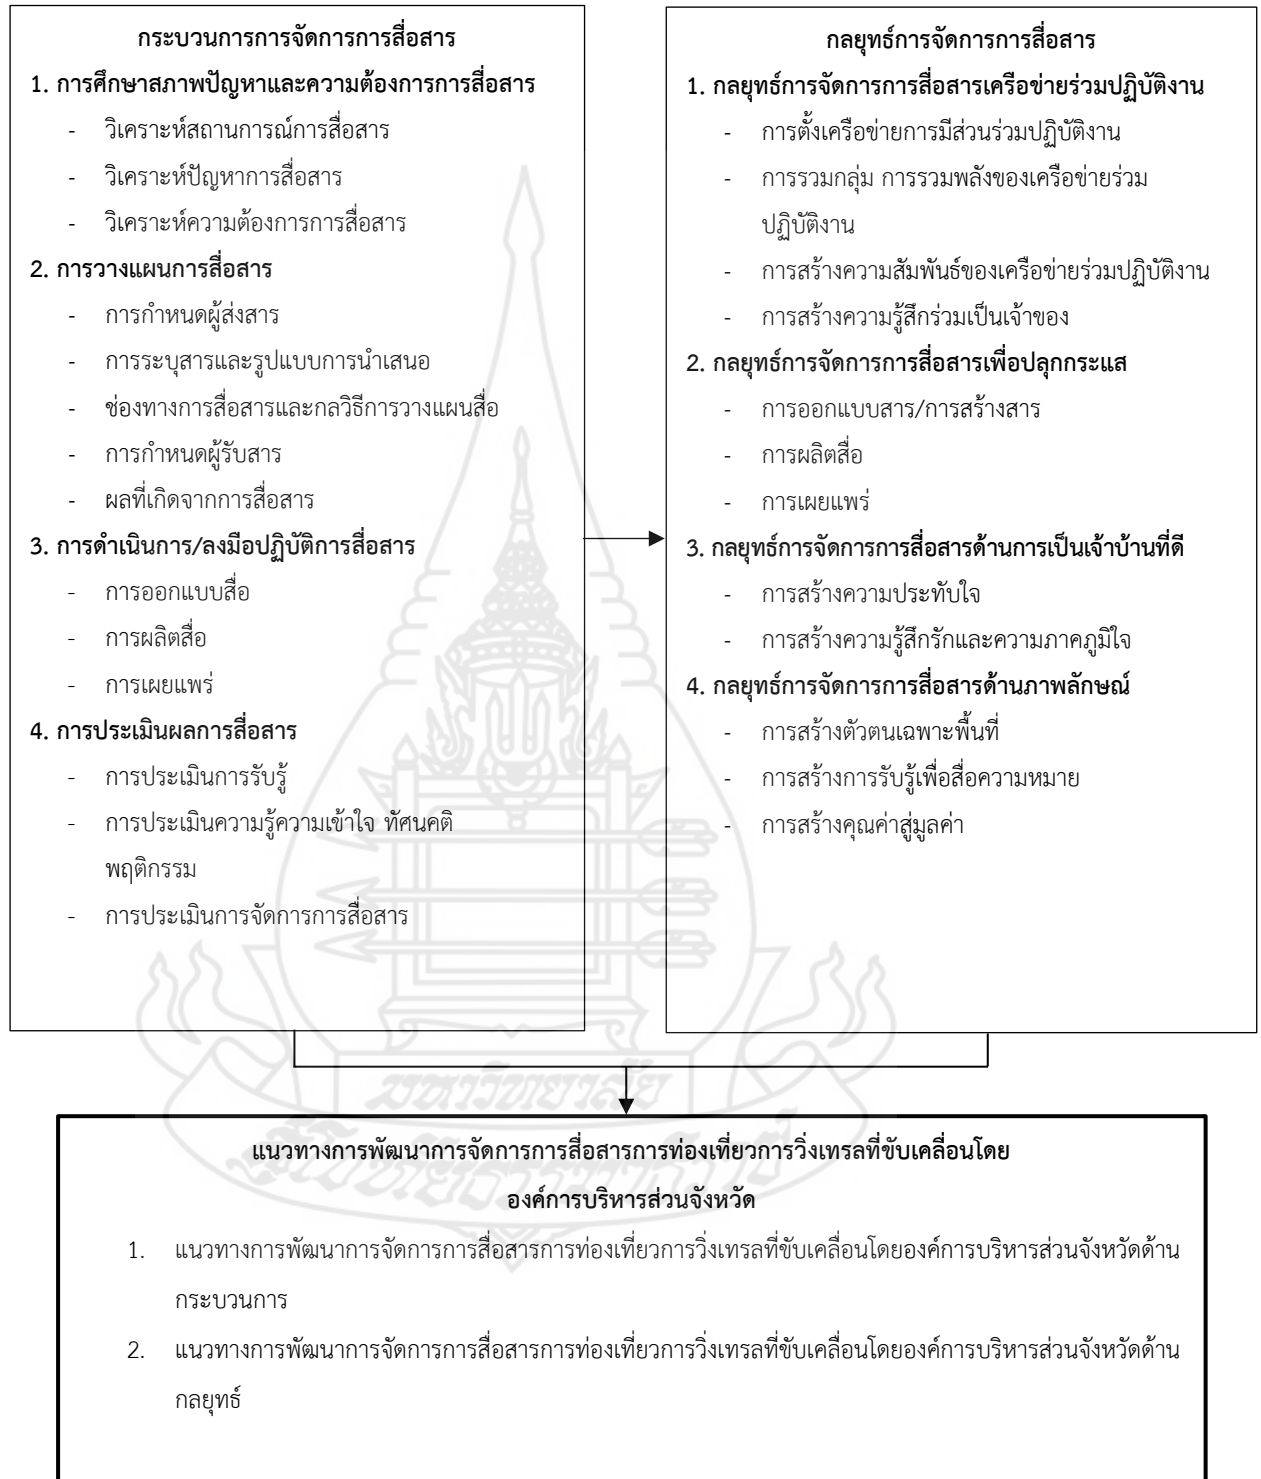 กระบวนการการจัดการการสื่อสาร
1. การศึกษาสภาพปัญหาและความต้องการการสื่อสาร
- วิเคราะห์สถานการณ์การสื่อสาร
- วิเคราะห์ปัญหาการสื่อสาร
- วิเคราะห์ความต้องการการสื่อสาร
2. การวางแผนการสื่อสาร
- การกำหนดผู้ส่งสาร
- การระบุสารและรูปแบบการนำเสนอ
- ช่องทางการสื่อสารและกลวิธีการวางแผนสื่อ
- การกำหนดผู้รับสาร
- ผลที่เกิดจากการสื่อสาร
3. การดำเนินการ/ลงมือปฏิบัติการสื่อสาร
- การออกแบบสื่อ
- การผลิตสื่อ
- การเผยแพร่
4. การประเมินผลการสื่อสาร
- การประเมินการรับรู้
- การประเมินความรู้ความเข้าใจ ทัศนคติ
พฤติกรรม
- การประเมินการจัดการการสื่อสาร
กลยุทธ์การจัดการการสื่อสาร
1. กลยุทธ์การจัดการการสื่อสารเครือข่ายร่วมปฏิบัติงาน
- การตั้งเครือข่ายการมีส่วนร่วมปฏิบัติงาน
- การรวมกลุ่ม การรวมพลังของเครือข่ายร่วม
ปฏิบัติงาน
- การสร้างความสัมพันธ์ของเครือข่ายร่วมปฏิบัติงาน
- การสร้างความรู้สึกร่วมเป็นเจ้าของ
2. กลยุทธ์การจัดการการสื่อสารเพื่อปลุกกระแส
- การออกแบบสาร/การสร้างสาร
- การผลิตสื่อ
- การเผยแพร่
3. กลยุทธ์การจัดการการสื่อสารด้านการเป็นเจ้าบ้านที่ดี
- การสร้างความประทับใจ
- การสร้างความรู้สึกรักและความภาคภูมิใจ
4. กลยุทธ์การจัดการการสื่อสารด้านภาพลักษณ์
- การสร้างตัวตนเฉพาะพื้นที่
- การสร้างการรับรู้เพื่อสื่อความหมาย
- การสร้างคุณค่าสู่มูลค่า
มหาวิทยาลัย
สุโขทัยธรรมาธิราช
แนวทางการพัฒนาการจัดการการสื่อสารการท่องเที่ยวการวิ่งเทรลที่ขับเคลื่อนโดย
องค์การบริหารส่วนจังหวัด
1. แนวทางการพัฒนาการจัดการการสื่อสารการท่องเที่ยวการวิ่งเทรลที่ขับเคลื่อนโดยองค์การบริหารส่วนจังหวัดด้าน
กระบวนการ
2. แนวทางการพัฒนาการจัดการการสื่อสารการท่องเที่ยวการวิ่งเทรลที่ขับเคลื่อนโดยองค์การบริหารส่วนจังหวัดด้าน
กลยุทธ์